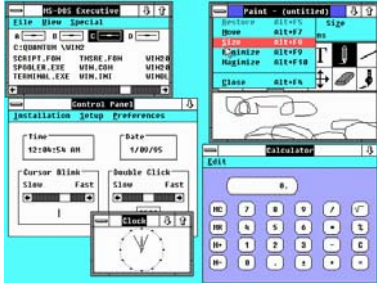 MS-DOS Executive
File View Special
A B C D
C:QUANTUM \WIN2
SCRIPT.FON THSRE.FON
SPOOLER.EXE WIN.COM
TERMINAL.EXE WIN.INI
Paint - (untitled)
Restore Alt+F5
Move Alt+F7
Size Alt+F8
Minimize Alt+F9
Maximize Alt+F10
Close Alt+F4
Size
T
Control Panel
Installation Setup Preferences
Time
12:04:54 AM
Date
1/09/95
Cursor Blink
Slow Fast
Double Click
Slow Fast
Clock
Calculator
Edit
0.
MC 7 8 9 / √
MR 4 5 6 * %
M+ 1 2 3 - C
M- 0 . ± + =